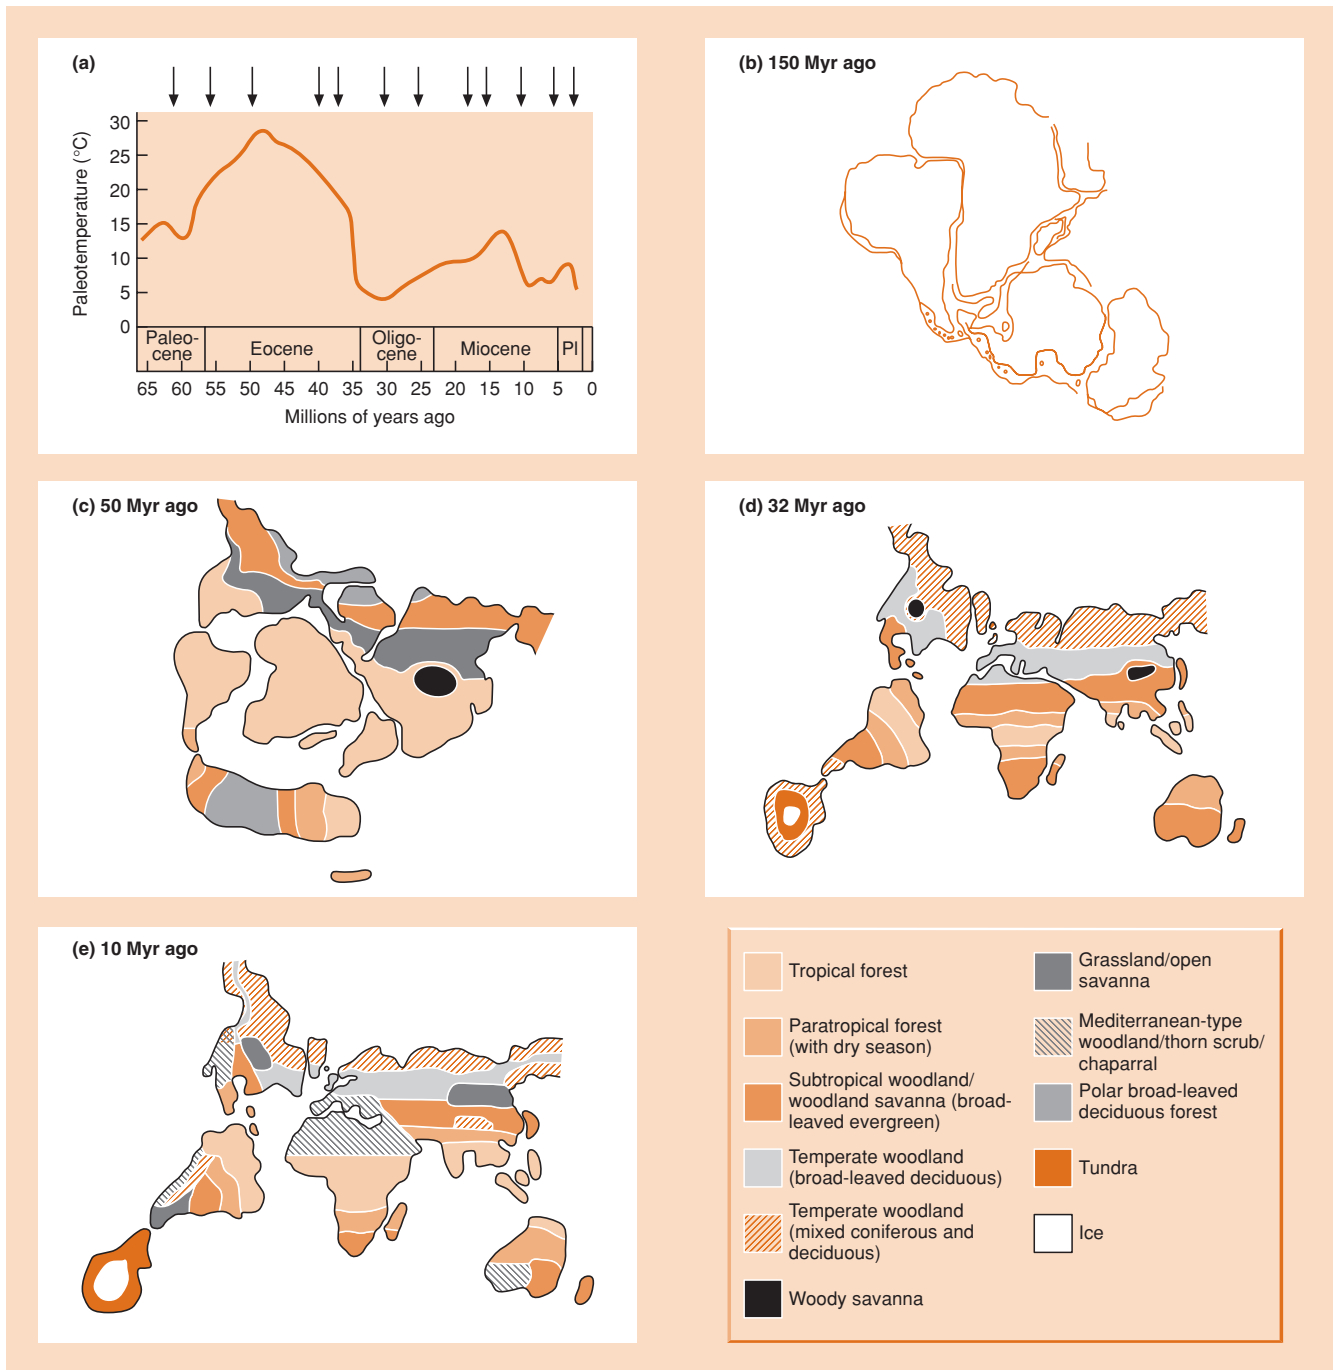 (a)
Paleotemperature (°C)
30
25
20
15
10
5
0
Paleo-
cene
Eocene
Oligo-
cene
Miocene
Pl
65 60 55 50 45 40 35 30 25 20 15 10 5 0
Millions of years ago
(b) 150 Myr ago
(c) 50 Myr ago
(d) 32 Myr ago
(e) 10 Myr ago
Tropical forest
Paratropical forest
(with dry season)
Subtropical woodland/
woodland savanna (broad-
leaved evergreen)
Temperate woodland
(broad-leaved deciduous)
Temperate woodland
(mixed coniferous and
deciduous)
Woody savanna
Grassland/open
savanna
Mediterranean-type
woodland/thorn scrub/
chaparral
Polar broad-leaved
deciduous forest
Tundra
Ice